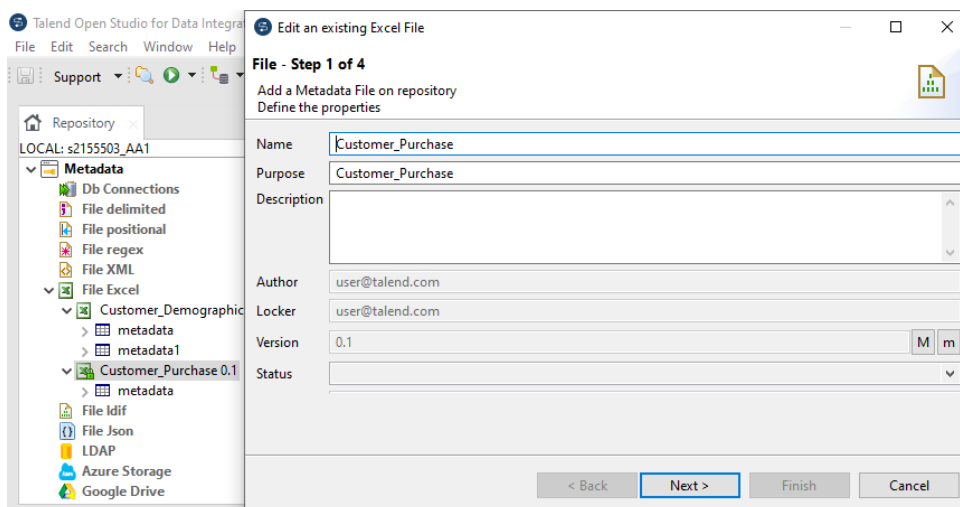 Talend Open Studio for Data Integra
File Edit Search Window Help
Support
Repository
LOCAL: s2155503_AA1
Metadata
Db Connections
File delimited
File positional
File regex
File XML
File Excel
Customer_Demographic
metadata
metadata1
Customer_Purchase 0.1
metadata
File ldif
File Json
LDAP
Azure Storage
Google Drive
Edit an existing Excel File
File - Step 1 of 4
Add a Metadata File on repository
Define the properties
Name Customer_Purchase
Purpose Customer_Purchase
Description
Author user@talend.com
Locker user@talend.com
Version 0.1 M m
Status
< Back Next > Finish Cancel